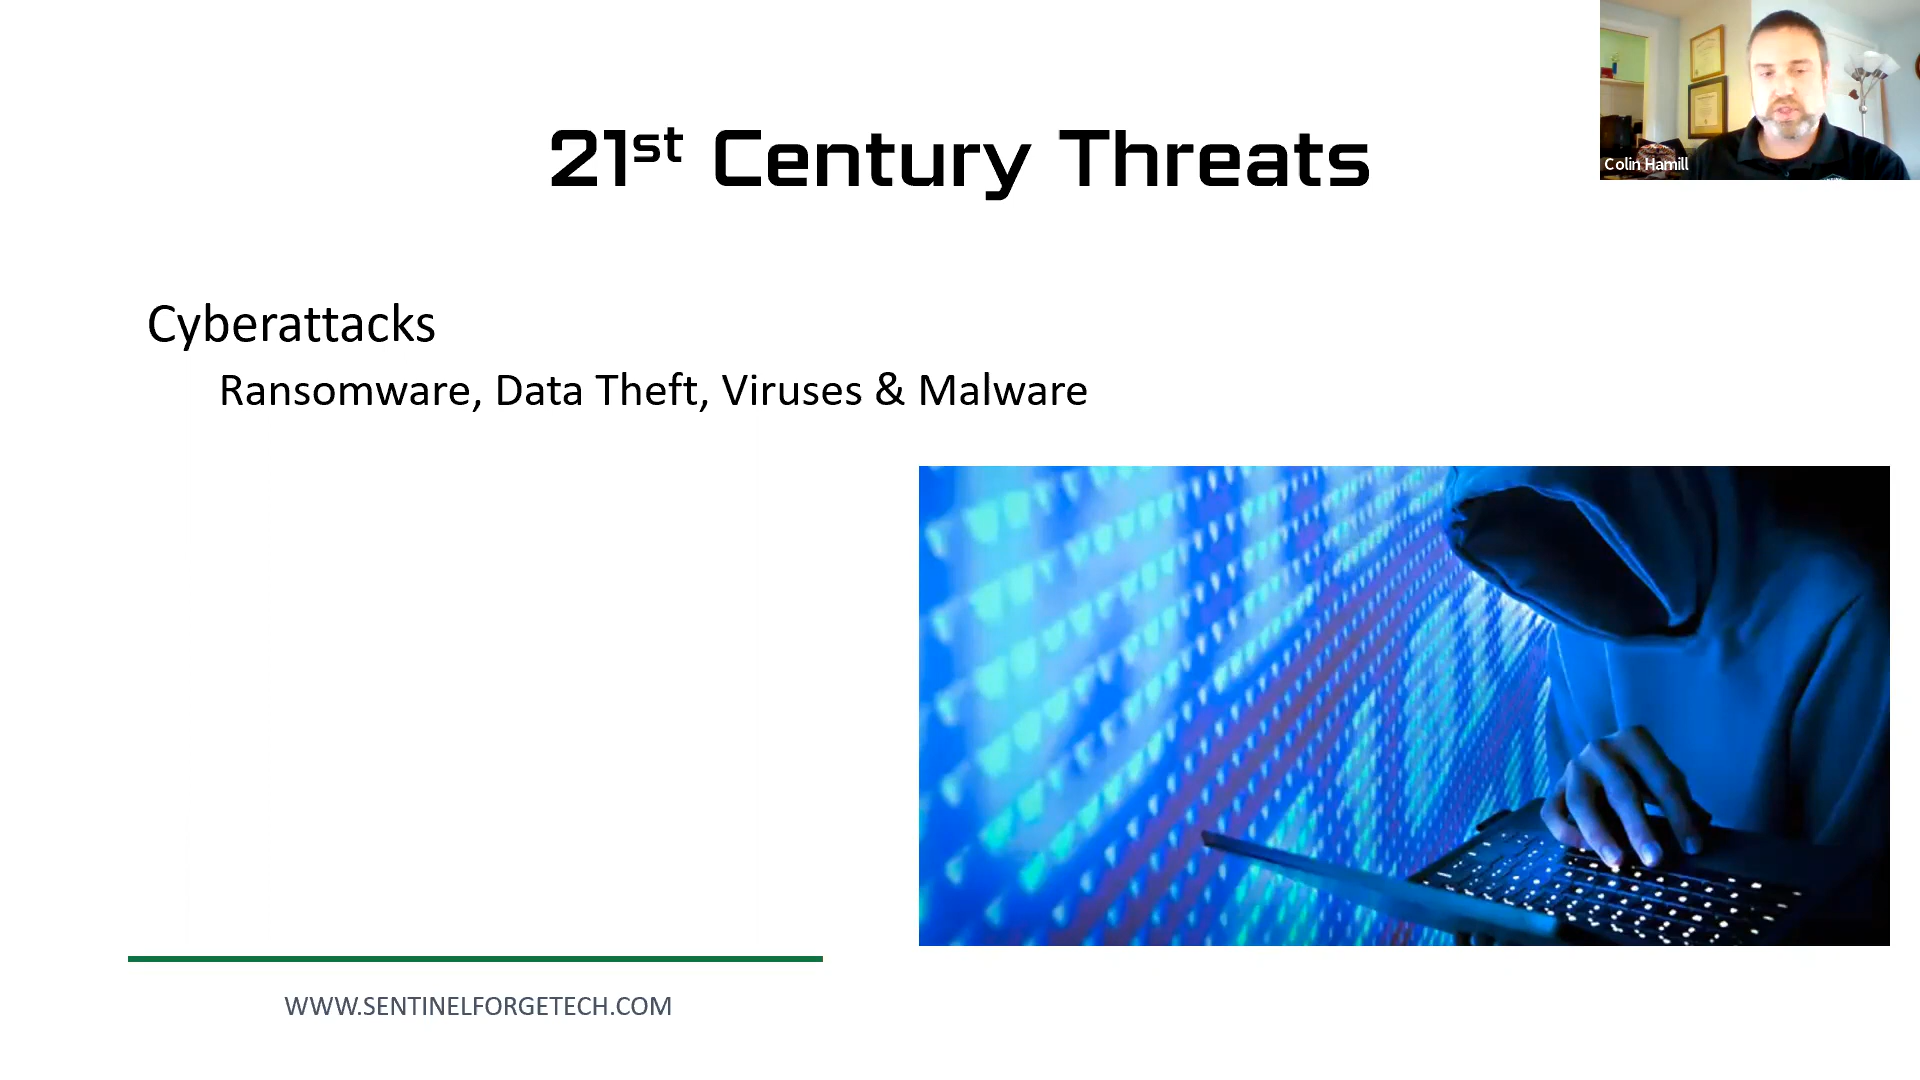 21st Century Threats
Colin Hamill
Cyberattacks
Ransomware, Data Theft, Viruses & Malware
WWW.SENTINELFORGETECH.COM